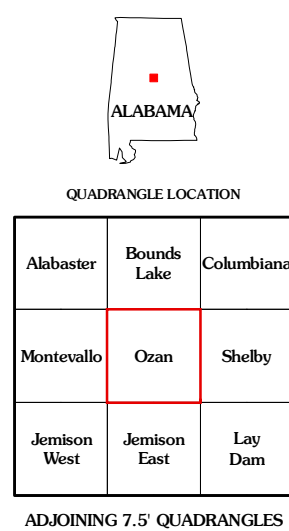 ALABAMA
QUADRANGLE LOCATION
Alabaster
Bounds
Lake
Columbiana
Montevallo
Ozan
Shelby
Jemison
West
Jemison
East
Lay
Dam
ADJOINING 7.5' QUADRANGLES